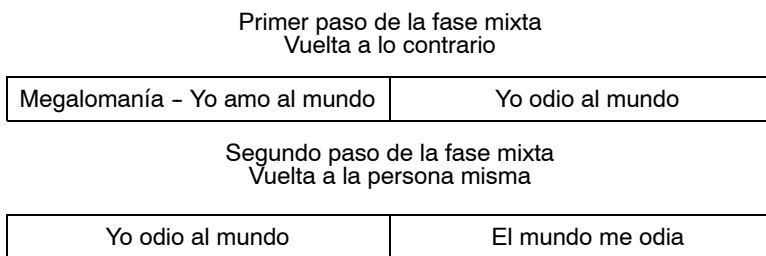 Primer paso de la fase mixta
Vuelta a lo contrario
Megalomanía – Yo amo al mundo
Yo odio al mundo
Segundo paso de la fase mixta
Vuelta a la persona misma
Yo odio al mundo
El mundo me odia